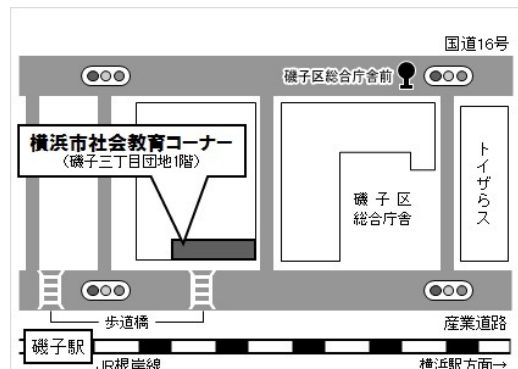 国道16号
磯子区総合庁舎前
横浜市社会教育コーナー
(磯子三丁目団地1階)
トイザらス
磯子区
総合庁舎
歩道橋
産業道路
磯子駅
JR根岸線
横浜駅方面→